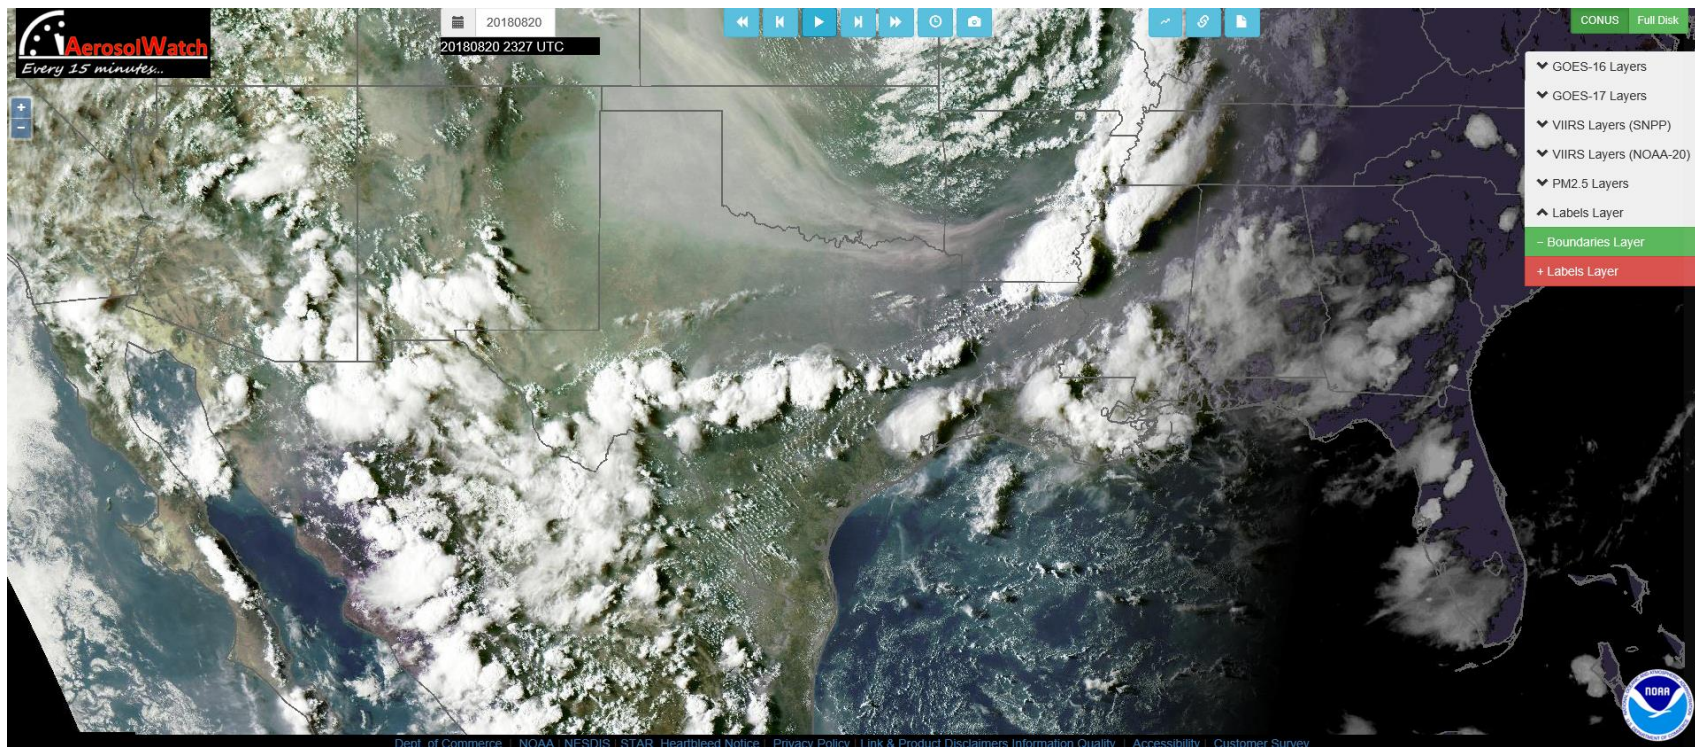 AerosolWatch
Every 15 minutes...
20180820
20180820 2327 UTC
CONUS
Full Disk
GOES-16 Layers
GOES-17 Layers
VIIRS Layers (SNPP)
VIIRS Layers (NOAA-20)
PM2.5 Layers
Labels Layer
– Boundaries Layer
+ Labels Layer
+
−
NOAA
Dept. of Commerce | NOAA | NESDIS | STAR Heartbleed Notice | Privacy Policy | Link & Product Disclaimers Information Quality | Accessibility | Customer Survey